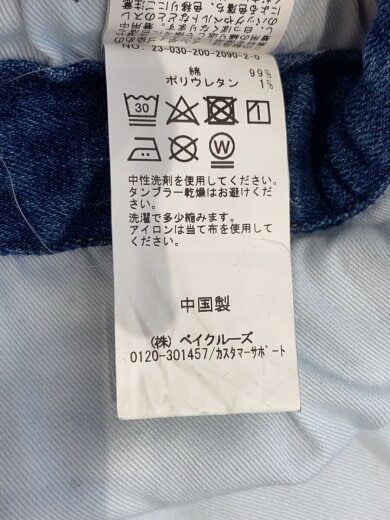 NO. 23-030-200-2090-2-0
綿 99%
ポリウレタン 1%
30
W
中性洗剤を使用してください。
タンブラー乾燥はお避けください。
洗濯で多少縮みます。
アイロンは当て布を使用して
ください。
中国製
(株) ベイクルーズ
0120-301457/カスタマーサポート